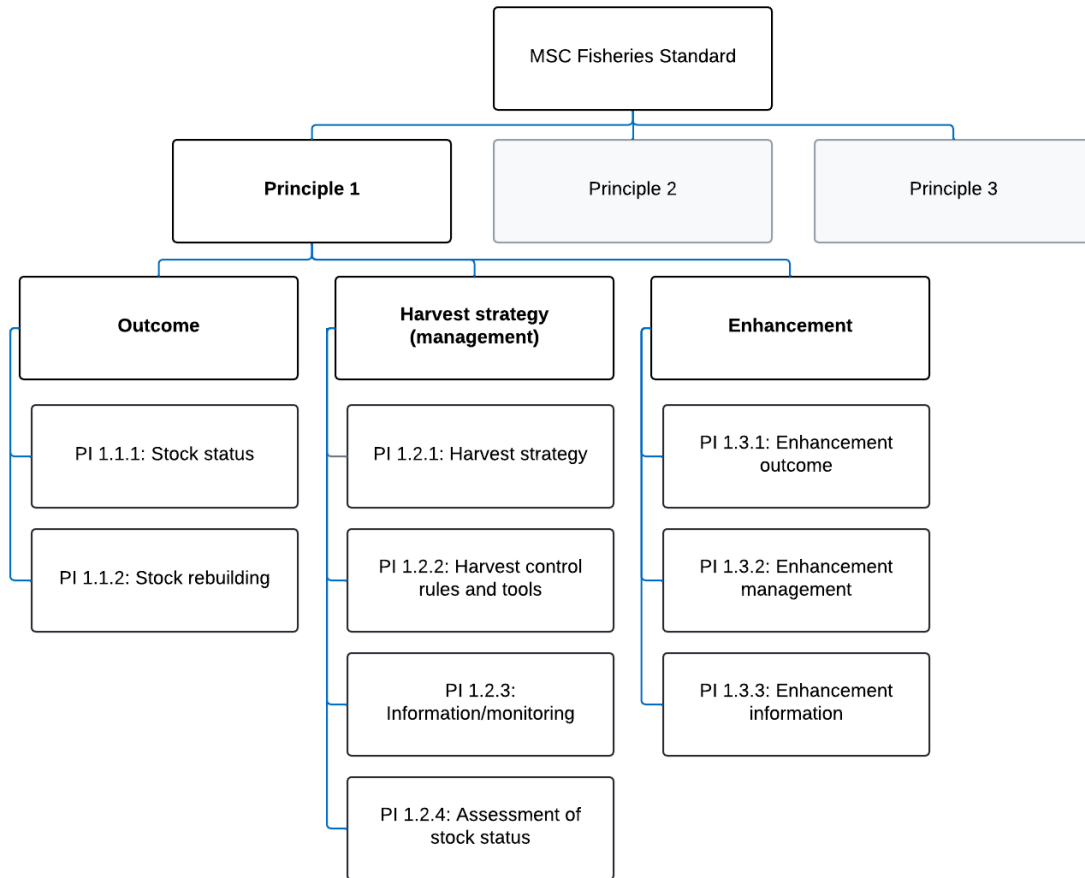 MSC Fisheries Standard
Principle 1
Principle 2
Principle 3
Outcome
Harvest strategy
(management)
Enhancement
PI 1.1.1: Stock status
PI 1.2.1: Harvest strategy
PI 1.3.1: Enhancement
outcome
PI 1.1.2: Stock rebuilding
PI 1.2.2: Harvest control
rules and tools
PI 1.3.2: Enhancement
management
PI 1.2.3:
Information/monitoring
PI 1.3.3: Enhancement
information
PI 1.2.4: Assessment of
stock status